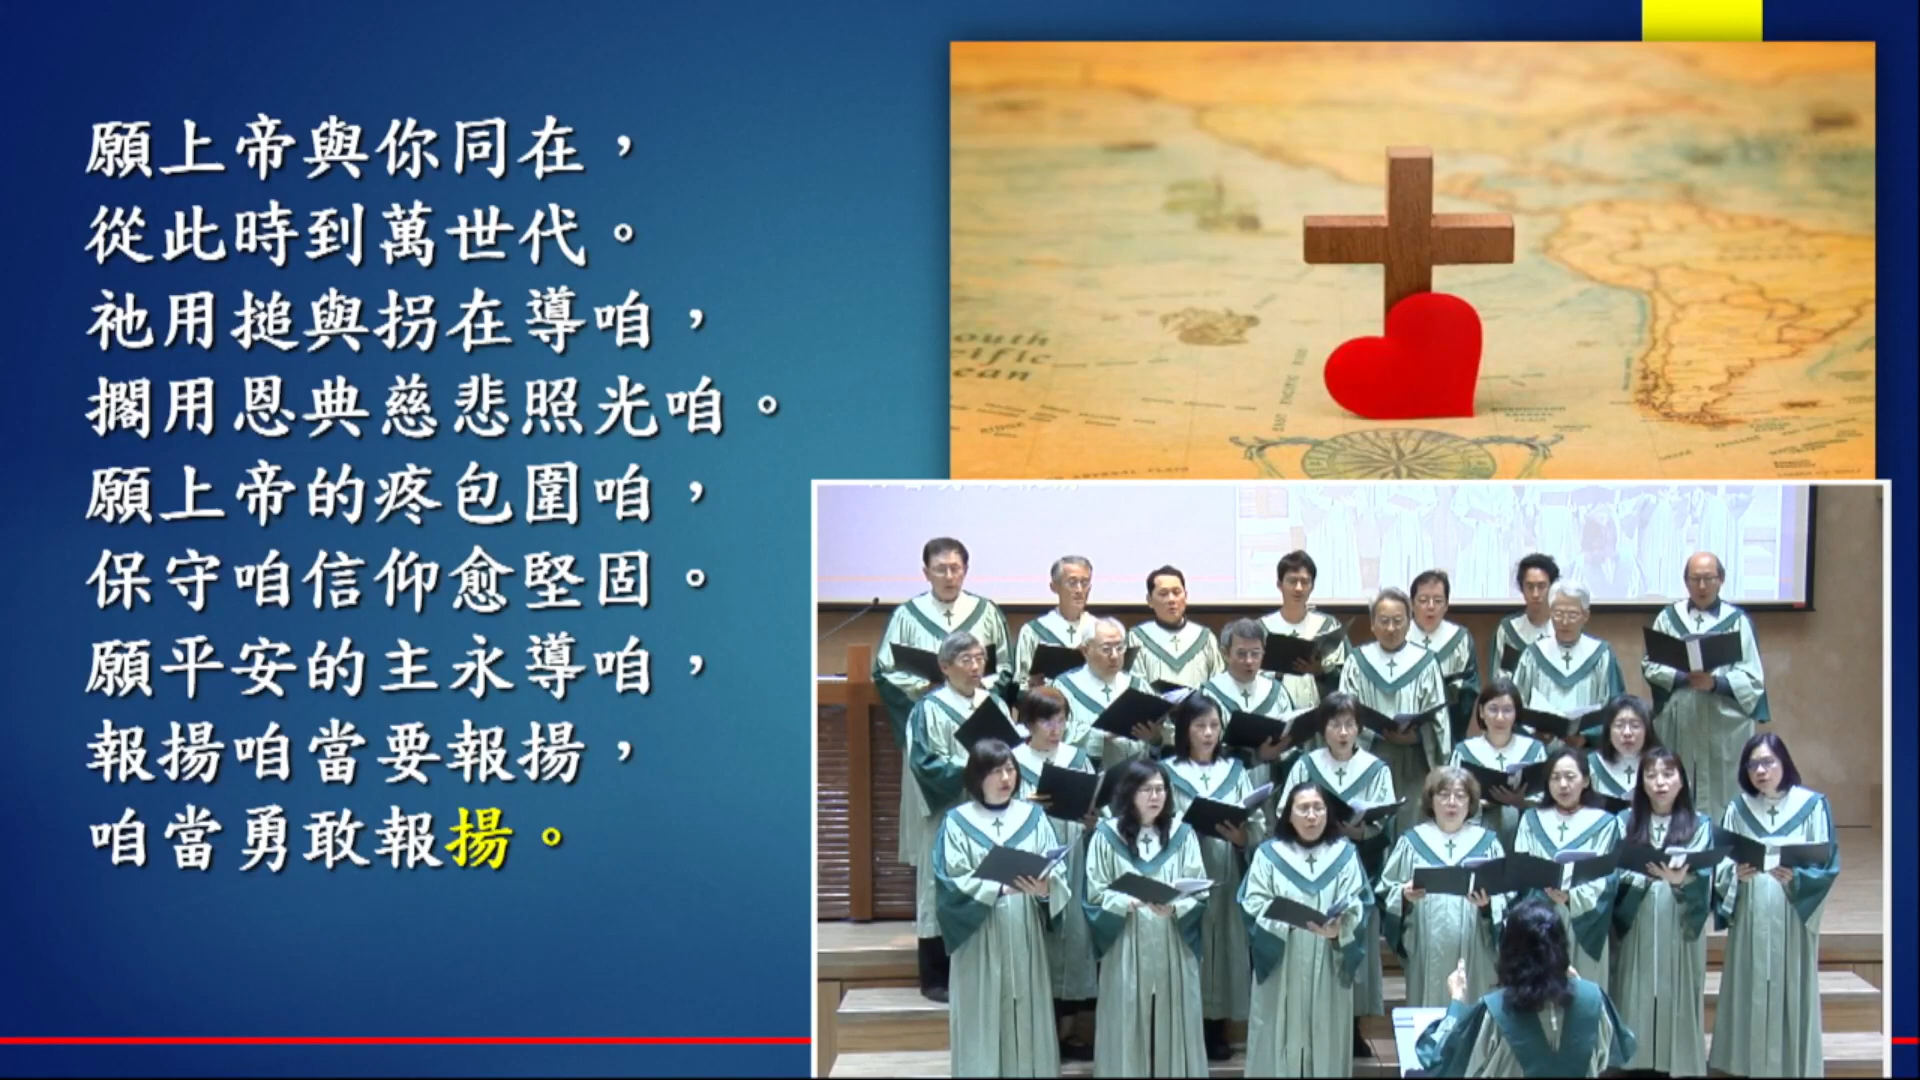 願上帝與你同在，
從此時到萬世代。
祂用搥與拐在導咱，
擱用恩典慈悲照光咱。
願上帝的疼包圍咱，
保守咱信仰愈堅固。
願平安的主永導咱，
報揚咱當要報揚，
咱當勇敢報揚。
outh
cific
ean